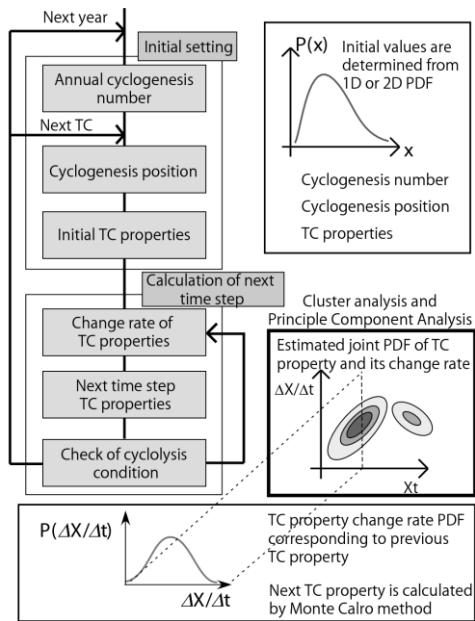 Next year
Initial setting
Annual cyclogenesis
number
Next TC
Cyclogenesis position
Initial TC properties
Calculation of next
time step
Change rate of
TC properties
Next time step
TC properties
Check of cyclolysis
condition
P(x)
Initial values are
determined from
1D or 2D PDF
x
Cyclogenesis number
Cyclogenesis position
TC properties
Cluster analysis and
Principle Component Analysis
Estimated joint PDF of TC
property and its change rate
ΔX/Δt
Xt
P(ΔX/Δt)
ΔX/Δt
TC property change rate PDF
corresponding to previous
TC property
Next TC property is calculated
by Monte Calro method